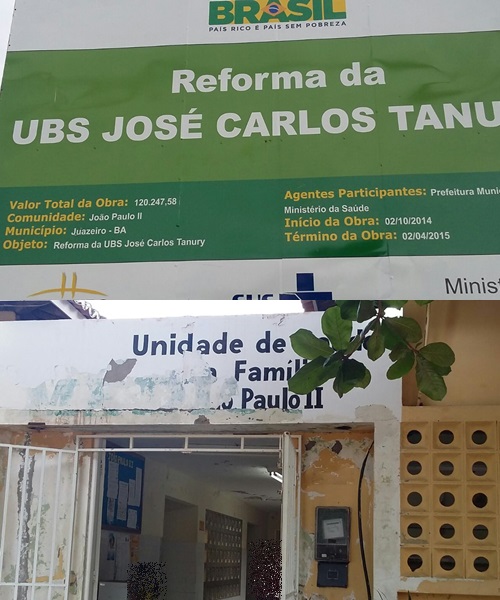 BRASIL
PAÍS RICO É PAÍS SEM POBREZA
Reforma da
UBS JOSÉ CARLOS TANU
Valor Total da Obra: 120.247,58
Comunidade: João Paulo II
Município: Juazeiro - BA
Objeto: Reforma da UBS José Carlos Tanury
Agentes Participantes: Prefeitura Muni
Ministério da Saúde
Início da Obra: 02/10/2014
Término da Obra: 02/04/2015
SUS
Minist
Unidade de
Famíl
Paulo II